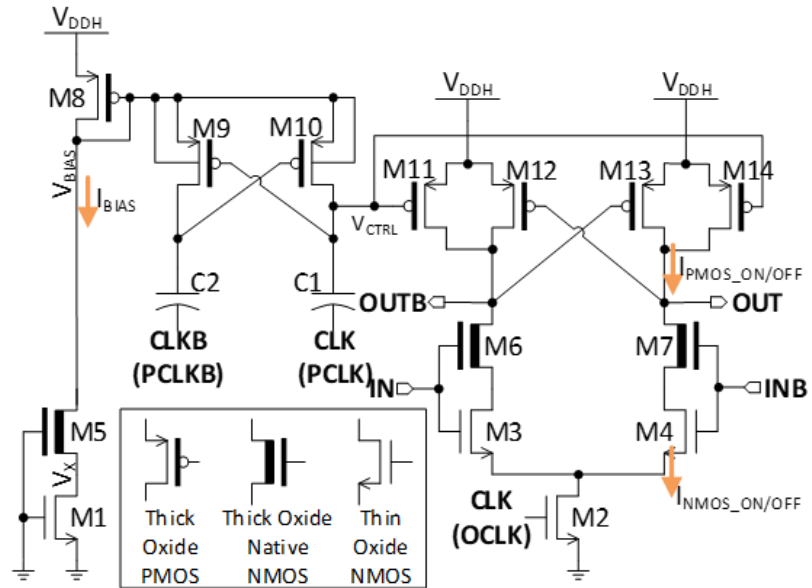 VDDH
M8
M9
M10
VDDH
VDDH
M11
M12
M13
M14
VBIAS
IBIAS
VCTRL
IPMOS_ON/OFF
C2
C1
OUTB
OUT
CLKB
(PCLKB)
CLK
(PCLK)
M6
M7
IN
INB
M5
M3
M4
VX
M1
CLK
(OCLK)
M2
INMOS_ON/OFF
Thick
Oxide
PMOS
Thick Oxide
Native
NMOS
Thin
Oxide
NMOS